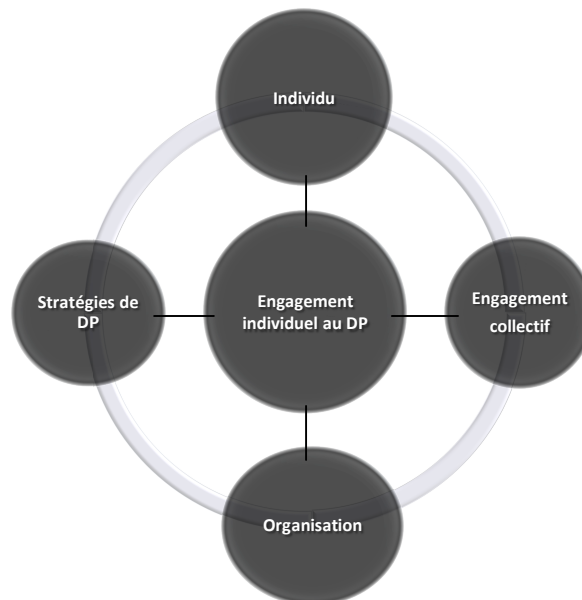 Individu
Stratégies de
DP
Engagement
individuel au DP
Engagement
collectif
Organisation